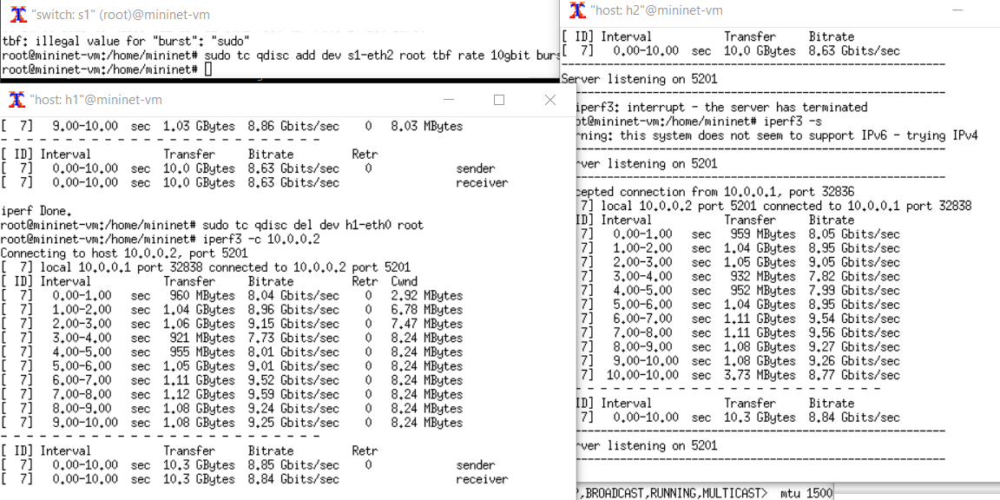 "switch: s1" (root)@mininet-vm
tbf: illegal value for "burst": "sudo"
root@mininet-vm:/home/mininet# sudo tc qdisc add dev s1-eth2 root tbf rate 10gbit burs
root@mininet-vm:/home/mininet#
"host: h1"@mininet-vm
[ 7] 9.00-10.00 sec 1.03 GBytes 8.86 Gbits/sec 0 8.03 MBytes
- - - - - - - - - - - - - - - - - - - - - - - - -
[ ID] Interval Transfer Bitrate Retr
[ 7] 0.00-10.00 sec 10.0 GBytes 8.63 Gbits/sec 0 sender
[ 7] 0.00-10.00 sec 10.0 GBytes 8.63 Gbits/sec receiver
iperf Done.
root@mininet-vm:/home/mininet# sudo tc qdisc del dev h1-eth0 root
root@mininet-vm:/home/mininet# iperf3 -c 10.0.0.2
Connecting to host 10.0.0.2, port 5201
[ 7] local 10.0.0.1 port 32838 connected to 10.0.0.2 port 5201
[ ID] Interval Transfer Bitrate Retr Cwnd
[ 7] 0.00-1.00 sec 960 MBytes 8.04 Gbits/sec 0 2.92 MBytes
[ 7] 1.00-2.00 sec 1.04 GBytes 8.96 Gbits/sec 0 6.78 MBytes
[ 7] 2.00-3.00 sec 1.06 GBytes 9.15 Gbits/sec 0 7.47 MBytes
[ 7] 3.00-4.00 sec 921 MBytes 7.73 Gbits/sec 0 8.24 MBytes
[ 7] 4.00-5.00 sec 955 MBytes 8.01 Gbits/sec 0 8.24 MBytes
[ 7] 5.00-6.00 sec 1.05 GBytes 9.01 Gbits/sec 0 8.24 MBytes
[ 7] 6.00-7.00 sec 1.11 GBytes 9.52 Gbits/sec 0 8.24 MBytes
[ 7] 7.00-8.00 sec 1.12 GBytes 9.59 Gbits/sec 0 8.24 MBytes
[ 7] 8.00-9.00 sec 1.08 GBytes 9.24 Gbits/sec 0 8.24 MBytes
[ 7] 9.00-10.00 sec 1.08 GBytes 9.25 Gbits/sec 0 8.24 MBytes
- - - - - - - - - - - - - - - - - - - - - - - - -
[ ID] Interval Transfer Bitrate Retr
[ 7] 0.00-10.00 sec 10.3 GBytes 8.85 Gbits/sec 0 sender
[ 7] 0.00-10.00 sec 10.3 GBytes 8.84 Gbits/sec receiver
"host: h2"@mininet-vm
[ ID] Interval Transfer Bitrate
[ 7] 0.00-10.00 sec 10.0 GBytes 8.63 Gbits/sec
-----------------------------------------------------------
Server listening on 5201
-----------------------------------------------------------
iperf3: interrupt - the server has terminated
ot@mininet-vm:/home/mininet# iperf3 -s
rning: this system does not seem to support IPv6 - trying IPv4
-----------------------------------------------------------
rver listening on 5201
-----------------------------------------------------------
cepted connection from 10.0.0.1, port 32836
7] local 10.0.0.2 port 5201 connected to 10.0.0.1 port 32838
ID] Interval Transfer Bitrate
7] 0.00-1.00 sec 959 MBytes 8.05 Gbits/sec
7] 1.00-2.00 sec 1.04 GBytes 8.95 Gbits/sec
7] 2.00-3.00 sec 1.05 GBytes 9.05 Gbits/sec
7] 3.00-4.00 sec 932 MBytes 7.82 Gbits/sec
7] 4.00-5.00 sec 952 MBytes 7.99 Gbits/sec
7] 5.00-6.00 sec 1.04 GBytes 8.95 Gbits/sec
7] 6.00-7.00 sec 1.11 GBytes 9.54 Gbits/sec
7] 7.00-8.00 sec 1.11 GBytes 9.56 Gbits/sec
7] 8.00-9.00 sec 1.08 GBytes 9.27 Gbits/sec
7] 9.00-10.00 sec 1.08 GBytes 9.26 Gbits/sec
7] 10.00-10.00 sec 3.73 MBytes 8.77 Gbits/sec
- - - - - - - - - - - - - - - - - - - - - - -
ID] Interval Transfer Bitrate
7] 0.00-10.00 sec 10.3 GBytes 8.84 Gbits/sec
-----------------------------------------------------------
rver listening on 5201
-----------------------------------------------------------
,BROADCAST,RUNNING,MULTICAST> mtu 1500